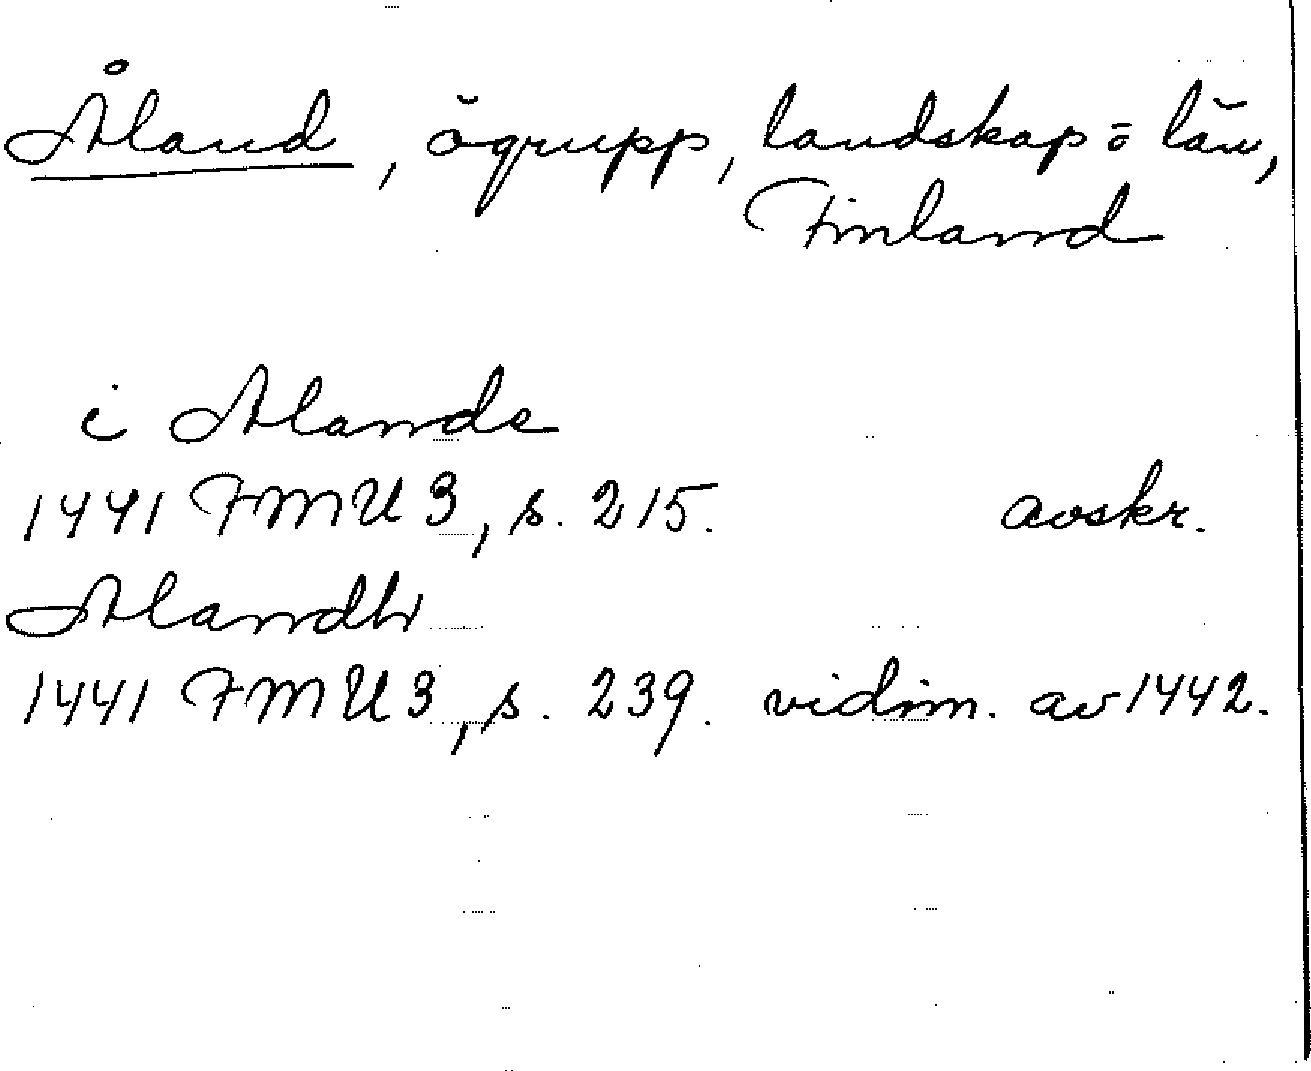 Åland, ögrupp, landskap o län,
Finland
i Alande
1441 FMU 3, s. 215. avskr.
Alandh
1441 FMU 3, s. 239. vidim. av 1442.